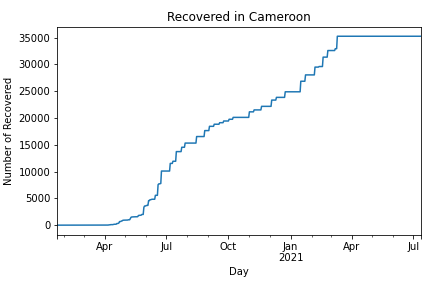 Recovered in Cameroon
Number of Recovered
35000
30000
25000
20000
15000
10000
5000
0
Apr
Jul
Oct
Jan
2021
Apr
Jul
Day